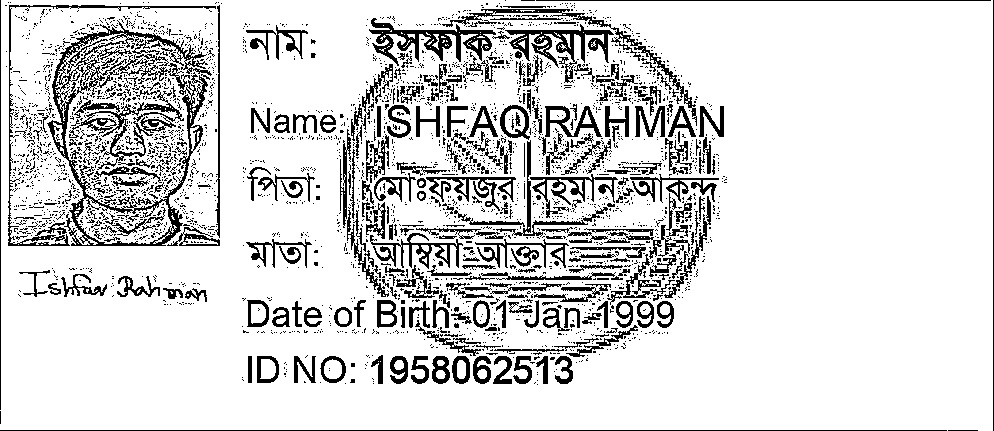 নাম: ইসফাক রহমান
Name: ISHFAQ RAHMAN
পিতা: মোঃফয়জুর রহমান আকন্দ
মাতা: আম্বিয়া আক্তার
Ishfaq Rahman
Date of Birth: 01 Jan 1999
ID NO: 1958062513